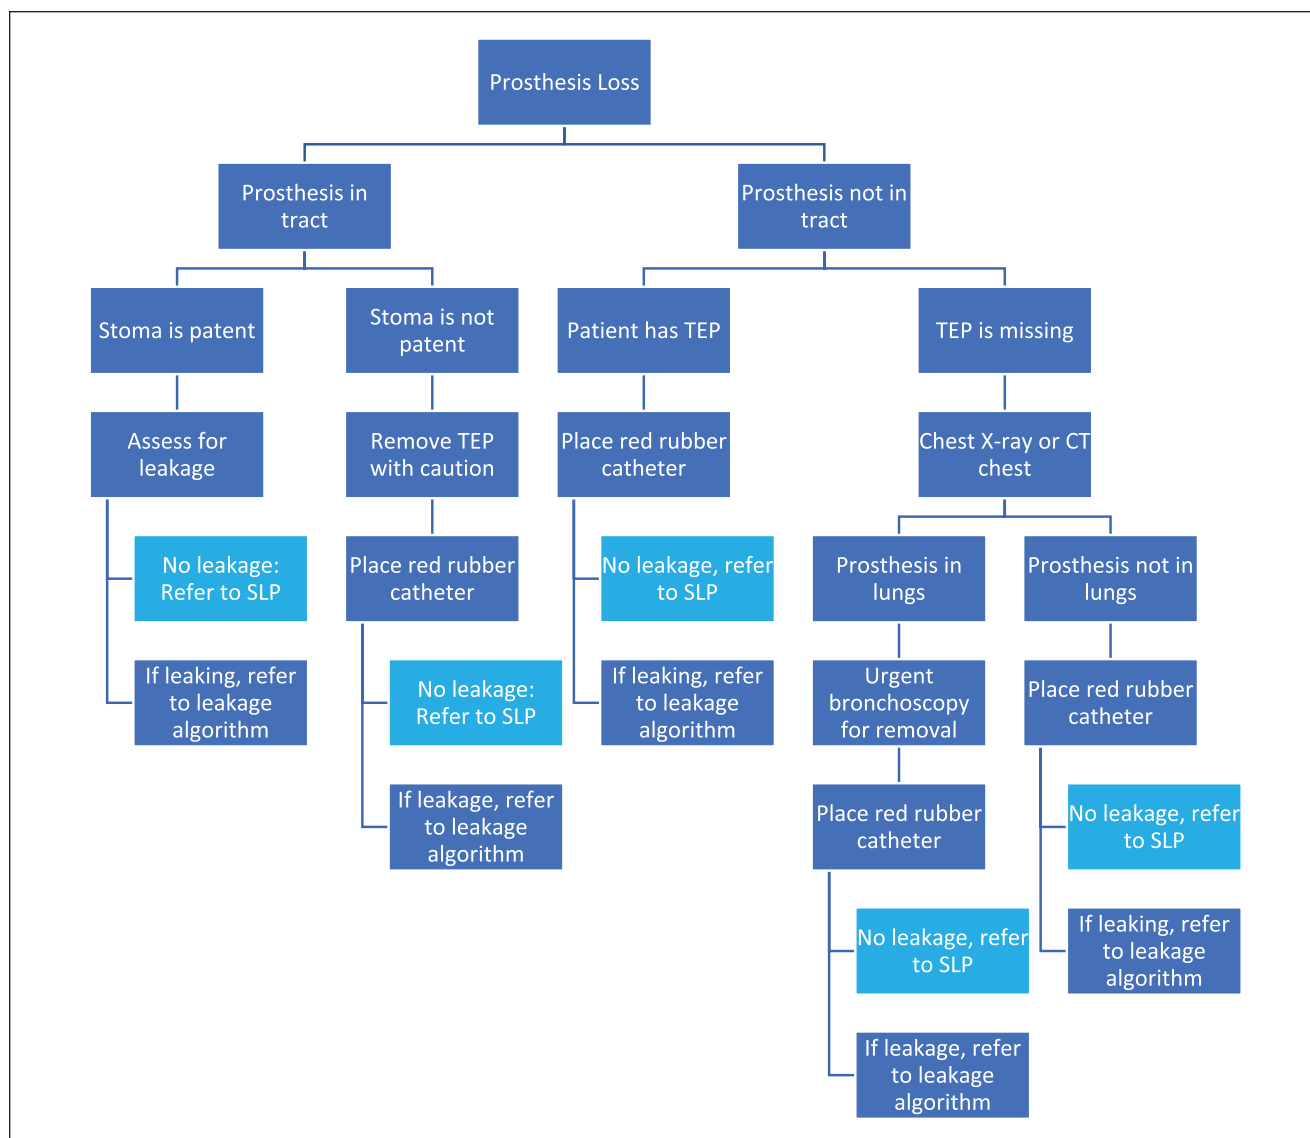 Prosthesis Loss
Prosthesis in
tract
Prosthesis not in
tract
Stoma is patent
Stoma is not
patent
Patient has TEP
TEP is missing
Assess for
leakage
Remove TEP
with caution
Place red rubber
catheter
Chest X-ray or CT
chest
No leakage:
Refer to SLP
Place red rubber
catheter
No leakage, refer
to SLP
Prosthesis in
lungs
Prosthesis not in
lungs
If leaking, refer
to leakage
algorithm
No leakage:
Refer to SLP
If leaking, refer
to leakage
algorithm
Urgent
bronchoscopy
for removal
Place red rubber
catheter
If leakage, refer
to leakage
algorithm
Place red rubber
catheter
No leakage, refer
to SLP
No leakage, refer
to SLP
If leaking, refer
to leakage
algorithm
If leakage, refer
to leakage
algorithm